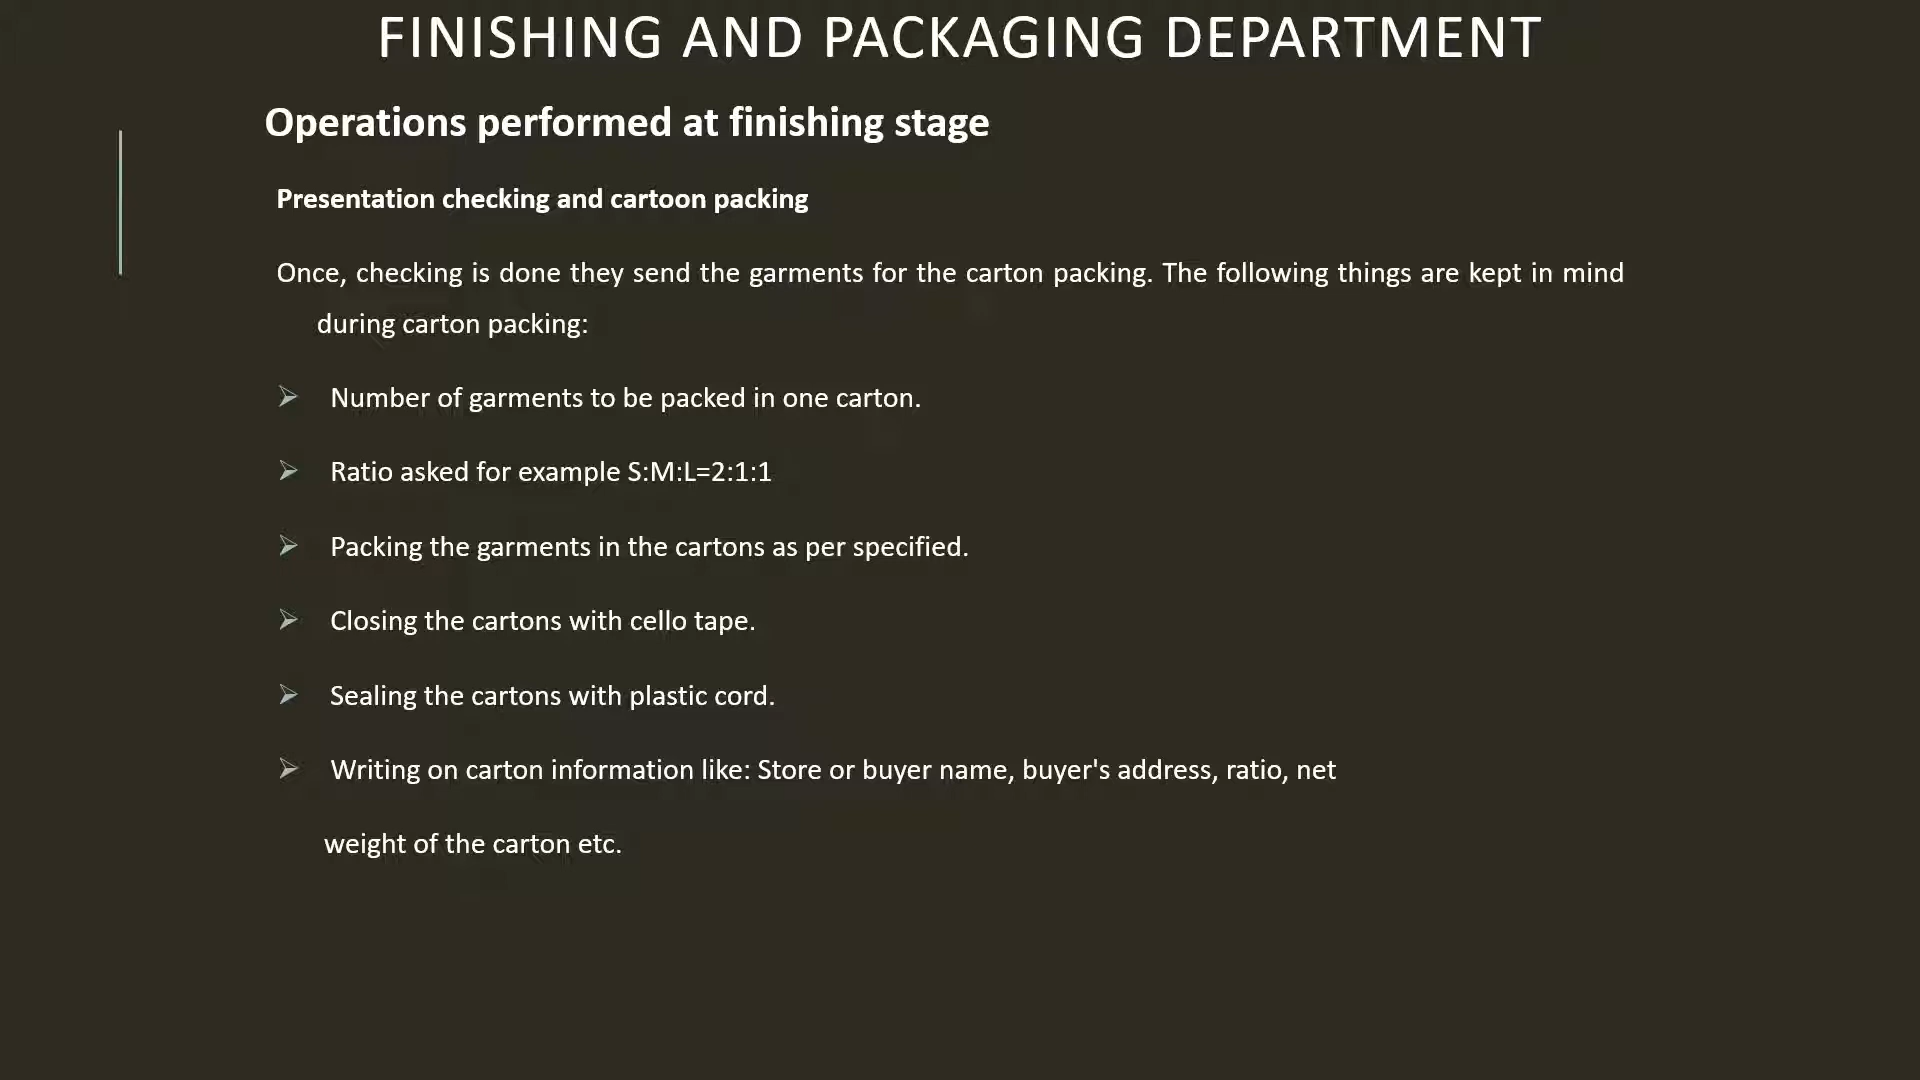 FINISHING AND PACKAGING DEPARTMENT
Operations performed at finishing stage
Presentation checking and cartoon packing
Once, checking is done they send the garments for the carton packing. The following things are kept in mind
during carton packing:
➢ Number of garments to be packed in one carton.
➢ Ratio asked for example S:M:L=2:1:1
➢ Packing the garments in the cartons as per specified.
➢ Closing the cartons with cello tape.
➢ Sealing the cartons with plastic cord.
➢ Writing on carton information like: Store or buyer name, buyer's address, ratio, net
weight of the carton etc.